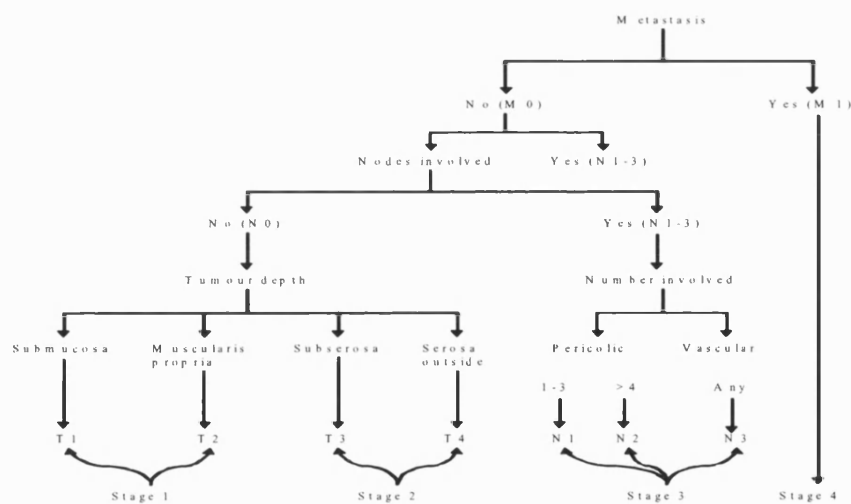 Metastasis
No (M0)
Yes (M1)
Nodes involved
Yes (N1-3)
No (N0)
Yes (N1-3)
Tumour depth
Number involved
Submucosa
Muscularis
propria
Subserosa
Serosa
outside
Pericolic
Vascular
1-3
>4
Any
T1
T2
T3
T4
N1
N2
N3
Stage 1
Stage 2
Stage 3
Stage 4